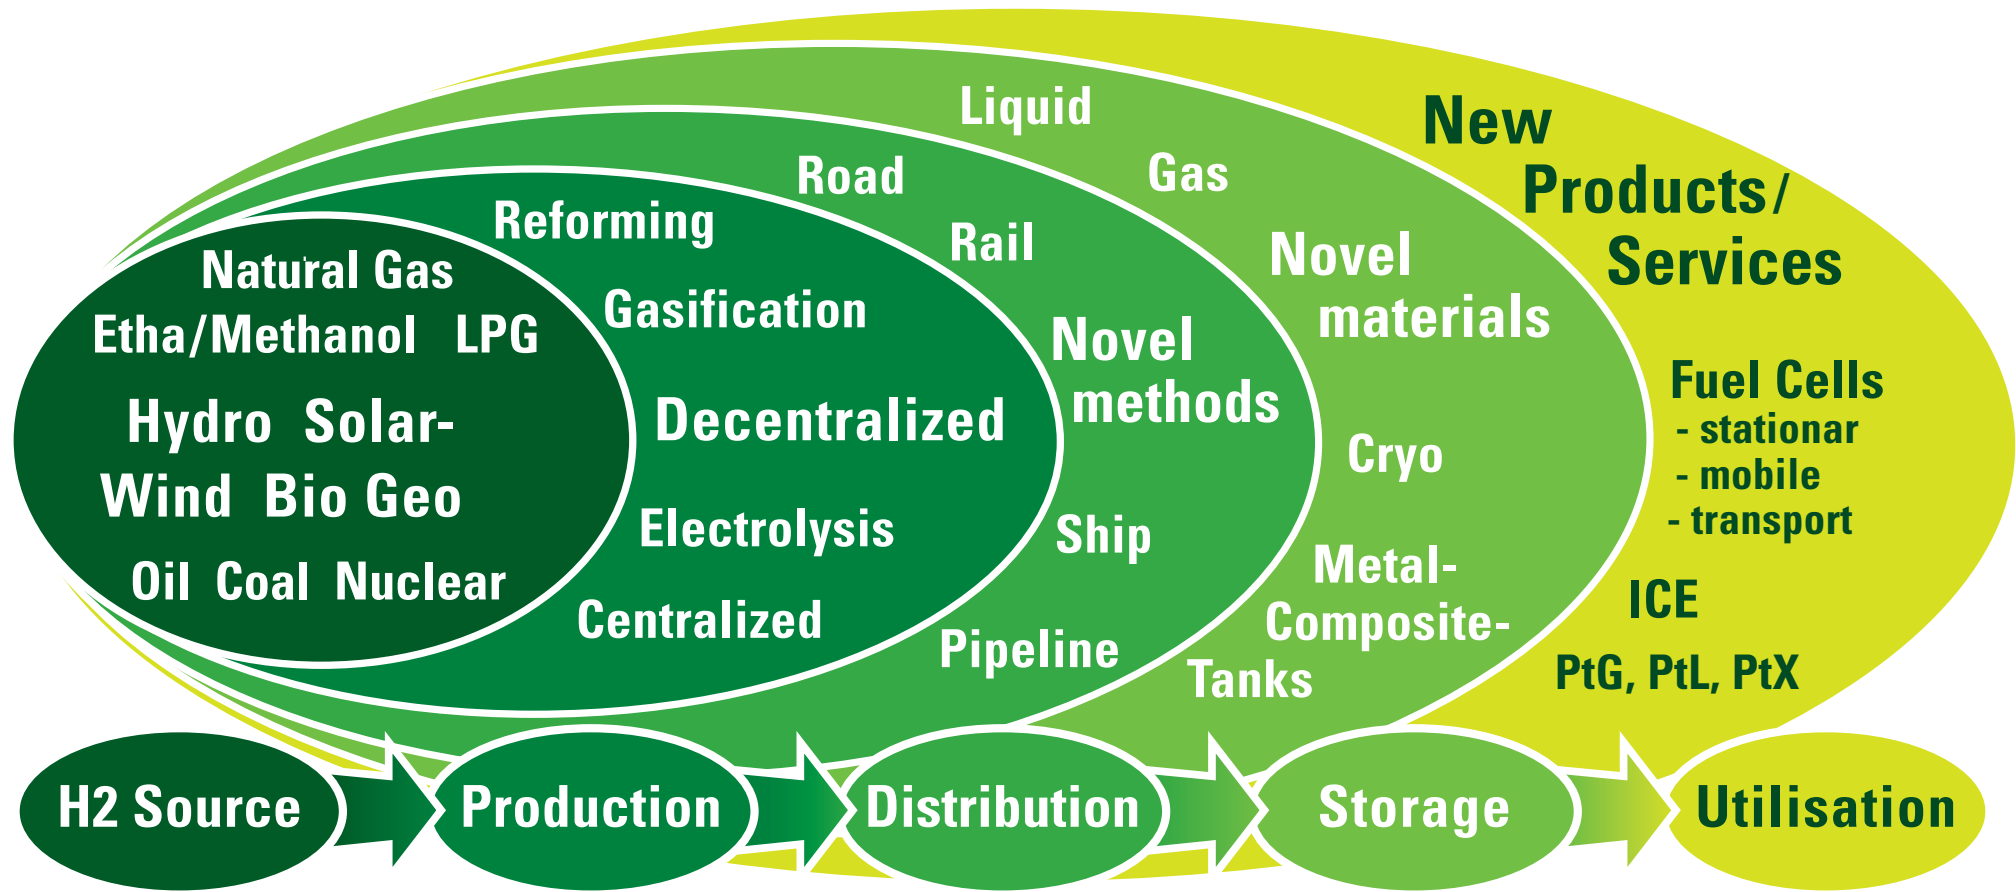 Natural Gas
Etha/Methanol LPG
Hydro Solar-
Wind Bio Geo
Oil Coal Nuclear
Reforming
Gasification
Decentralized
Electrolysis
Centralized
Road
Rail
Novel
methods
Ship
Pipeline
Liquid
Gas
Novel
materials
Cryo
Metal-
Composite-
Tanks
New
Products/
Services
Fuel Cells
- stationar
- mobile
- transport
ICE
PtG, PtL, PtX
H2 Source
Production
Distribution
Storage
Utilisation